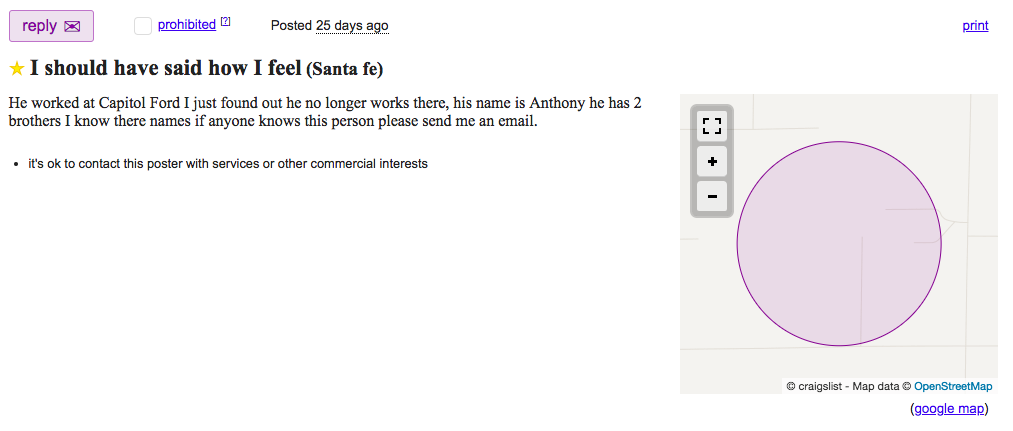 reply
prohibited [?]
Posted 25 days ago
print
I should have said how I feel (Santa fe)
He worked at Capitol Ford I just found out he no longer works there, his name is Anthony he has 2
brothers I know there names if anyone knows this person please send me an email.
• it's ok to contact this poster with services or other commercial interests
+
−
© craigslist - Map data © OpenStreetMap
(google map)